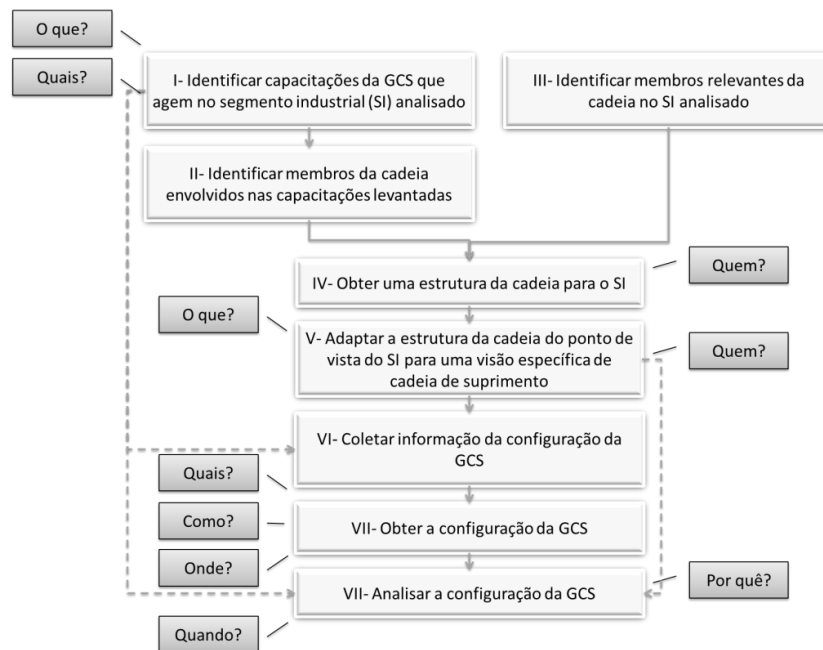 O que?
Quais?
I- Identificar capacitações da GCS que
agem no segmento industrial (SI) analisado
III- Identificar membros relevantes da
cadeia no SI analisado
II- Identificar membros da cadeia
envolvidos nas capacitações levantadas
Quem?
IV- Obter uma estrutura da cadeia para o SI
O que?
V- Adaptar a estrutura da cadeia do ponto de
vista do SI para uma visão específica de
cadeia de suprimento
Quem?
VI- Coletar informação da configuração da
GCS
Quais?
Como?
VII- Obter a configuração da GCS
Onde?
VII- Analisar a configuração da GCS
Por quê?
Quando?